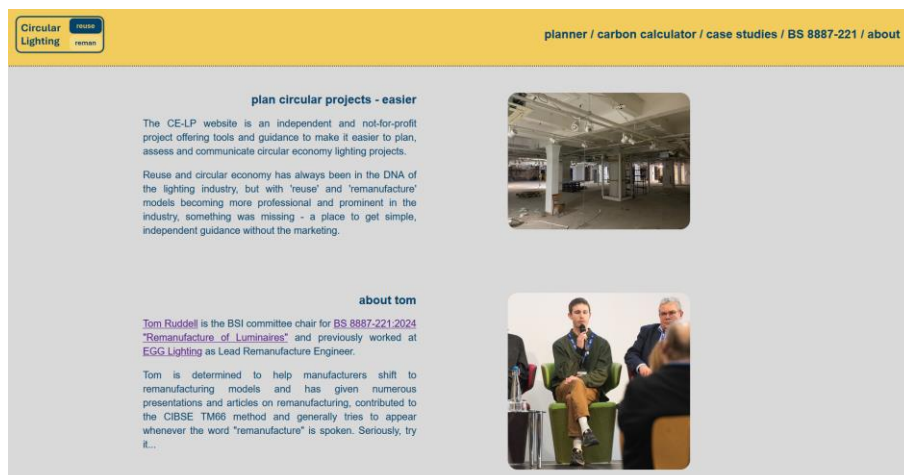 Circular reuse
Lighting reman
planner / carbon calculator / case studies / BS 8887-221 / about
plan circular projects - easier
The CE-LP website is an independent and not-for-profit
project offering tools and guidance to make it easier to plan,
assess and communicate circular economy lighting projects.
Reuse and circular economy has always been in the DNA of
the lighting industry, but with 'reuse' and 'remanufacture'
models becoming more professional and prominent in the
industry, something was missing - a place to get simple,
independent guidance without the marketing.
about tom
Tom Ruddell is the BSI committee chair for BS 8887-221:2024
"Remanufacture of Luminaires" and previously worked at
EGG Lighting as Lead Remanufacture Engineer.
Tom is determined to help manufacturers shift to
remanufacturing models and has given numerous
presentations and articles on remanufacturing, contributed to
the CIBSE TM66 method and generally tries to appear
whenever the word "remanufacture" is spoken. Seriously, try
it...